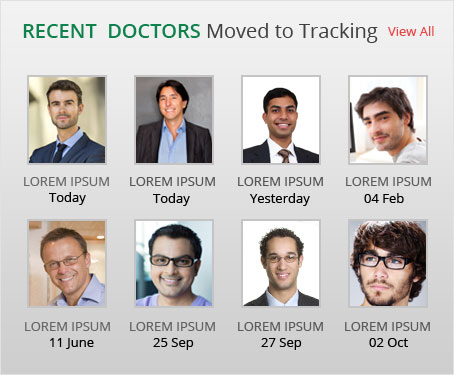 RECENT DOCTORS Moved to Tracking View All
LOREM IPSUM LOREM IPSUM LOREM IPSUM LOREM IPSUM
Today Today Yesterday 04 Feb
LOREM IPSUM LOREM IPSUM LOREM IPSUM LOREM IPSUM
11 June 25 Sep 27 Sep 02 Oct